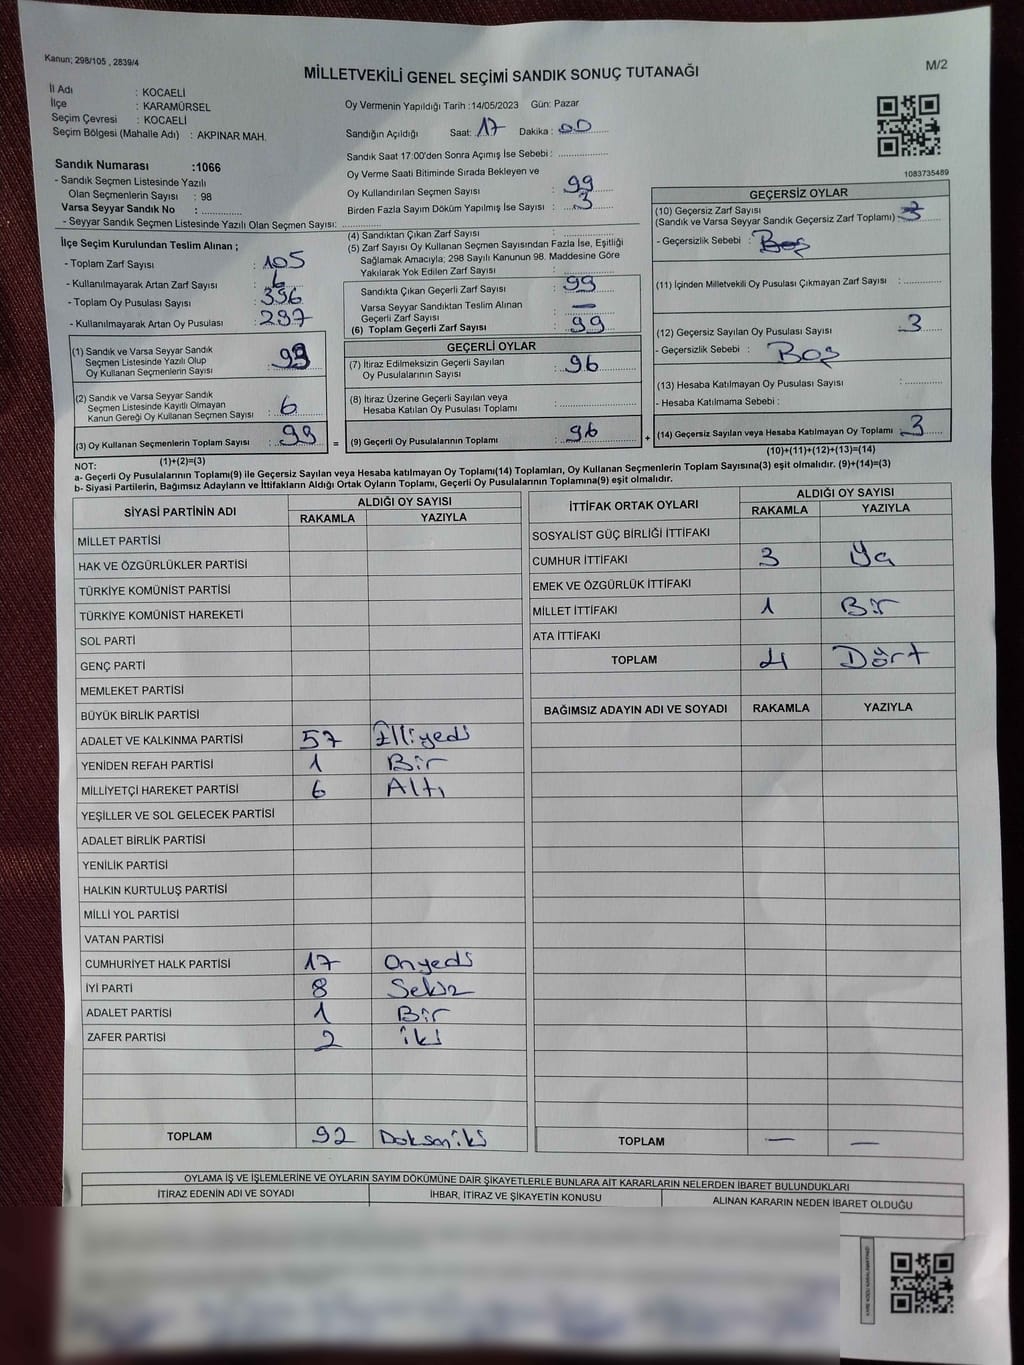 Kanun; 298/105 , 2839/4
MİLLETVEKİLİ GENEL SEÇİMİ SANDIK SONUÇ TUTANAĞI
M/2
İl Adı : KOCAELİ
İlçe : KARAMÜRSEL
Seçim Çevresi : KOCAELİ
Seçim Bölgesi (Mahalle Adı) : AKPINAR MAH.
Sandık Numarası :1066
- Sandık Seçmen Listesinde Yazılı
Olan Seçmenlerin Sayısı : 98
Varsa Seyyar Sandık No :
- Seyyar Sandık Seçmen Listesinde Yazılı Olan Seçmen Sayısı:
Oy Vermenin Yapıldığı Tarih :14/05/2023 Gün: Pazar
Sandığın Açıldığı Saat: 17 Dakika : 00
Sandık Saat 17:00'den Sonra Açımış İse Sebebi :
Oy Verme Saati Bitiminde Sırada Bekleyen ve
Oy Kullandırılan Seçmen Sayısı : 99
Birden Fazla Sayım Döküm Yapılmış İse Sayısı : 3
1083735489
İlçe Seçim Kurulundan Teslim Alınan ;
- Toplam Zarf Sayısı : 105
- Kullanılmayarak Artan Zarf Sayısı : 6
- Toplam Oy Pusulası Sayısı : 396
- Kullanılmayarak Artan Oy Pusulası : 297
(1) Sandık ve Varsa Seyyar Sandık
Seçmen Listesinde Yazılı Olup
Oy Kullanan Seçmenlerin Sayısı : 93
(2) Sandık ve Varsa Seyyar Sandık
Seçmen Listesinde Kayıtlı Olmayan
Kanun Gereği Oy Kullanan Seçmen Sayısı : 6
(3) Oy Kullanan Seçmenlerin Toplam Sayısı : 99
(1)+(2)=(3)
(4) Sandıktan Çıkan Zarf Sayısı :
(5) Zarf Sayısı Oy Kullanan Seçmen Sayısından Fazla İse, Eşitliği
Sağlamak Amacıyla; 298 Sayılı Kanunun 98. Maddesine Göre
Yakılarak Yok Edilen Zarf Sayısı :
Sandıkta Çıkan Geçerli Zarf Sayısı : 99
Varsa Seyyar Sandıktan Teslim Alınan
Geçerli Zarf Sayısı : —
(6) Toplam Geçerli Zarf Sayısı : 99
GEÇERLİ OYLAR
(7) İtiraz Edilmeksizin Geçerli Sayılan
Oy Pusulalarının Sayısı : 96
(8) İtiraz Üzerine Geçerli Sayılan veya
Hesaba Katılan Oy Pusulaları Toplamı :
= (9) Geçerli Oy Pusulalarının Toplamı : 96
GEÇERSİZ OYLAR
(10) Geçersiz Zarf Sayısı
(Sandık ve Varsa Seyyar Sandık Geçersiz Zarf Toplamı) : 3
- Geçersizlik Sebebi : Boş
(11) İçinden Milletvekili Oy Pusulası Çıkmayan Zarf Sayısı :
(12) Geçersiz Sayılan Oy Pusulası Sayısı : 3
- Geçersizlik Sebebi : Boş
(13) Hesaba Katılmayan Oy Pusulası Sayısı :
- Hesaba Katılmama Sebebi :
+ (14) Geçersiz Sayılan veya Hesaba Katılmayan Oy Toplamı : 3
(10)+(11)+(12)+(13)=(14)
NOT:
a- Geçerli Oy Pusulalarının Toplamı(9) ile Geçersiz Sayılan veya Hesaba katılmayan Oy Toplamı(14) Toplamları, Oy Kullanan Seçmenlerin Toplam Sayısına(3) eşit olmalıdır. (9)+(14)=(3)
b- Siyasi Partilerin, Bağımsız Adayların ve İttifakların Aldığı Ortak Oyların Toplamı, Geçerli Oy Pusulalarının Toplamına(9) eşit olmalıdır.
SİYASİ PARTİNİN ADI
ALDIĞI OY SAYISI
RAKAMLA YAZIYLA
MİLLET PARTİSİ
HAK VE ÖZGÜRLÜKLER PARTİSİ
TÜRKİYE KOMÜNİST PARTİSİ
TÜRKİYE KOMÜNİST HAREKETİ
SOL PARTİ
GENÇ PARTİ
MEMLEKET PARTİSİ
BÜYÜK BİRLİK PARTİSİ
ADALET VE KALKINMA PARTİSİ 57 Elliyedi
YENİDEN REFAH PARTİSİ 1 Bir
MİLLİYETÇİ HAREKET PARTİSİ 6 Altı
YEŞİLLER VE SOL GELECEK PARTİSİ
ADALET BİRLİK PARTİSİ
YENİLİK PARTİSİ
HALKIN KURTULUŞ PARTİSİ
MİLLİ YOL PARTİSİ
VATAN PARTİSİ
CUMHURİYET HALK PARTİSİ 17 Onyedi
İYİ PARTİ 8 Sekiz
ADALET PARTİSİ 1 Bir
ZAFER PARTİSİ 2 iki
TOPLAM 92 Doksaniki
İTTİFAK ORTAK OYLARI
ALDIĞI OY SAYISI
RAKAMLA YAZIYLA
SOSYALİST GÜÇ BİRLİĞİ İTTİFAKI
CUMHUR İTTİFAKI 3
EMEK VE ÖZGÜRLÜK İTTİFAKI
MİLLET İTTİFAKI 1 Bir
ATA İTTİFAKI
TOPLAM 4 Dört
BAĞIMSIZ ADAYIN ADI VE SOYADI RAKAMLA YAZIYLA
TOPLAM — —
OYLAMA İŞ VE İŞLEMLERİNE VE OYLARIN SAYIM DÖKÜMÜNE DAİR ŞİKAYETLERLE BUNLARA AİT KARARLARIN NELERDEN İBARET BULUNDUKLARI
İTİRAZ EDENİN ADI VE SOYADI
İHBAR, İTİRAZ VE ŞİKAYETİN KONUSU
ALINAN KARARIN NEDEN İBARET OLDUĞU